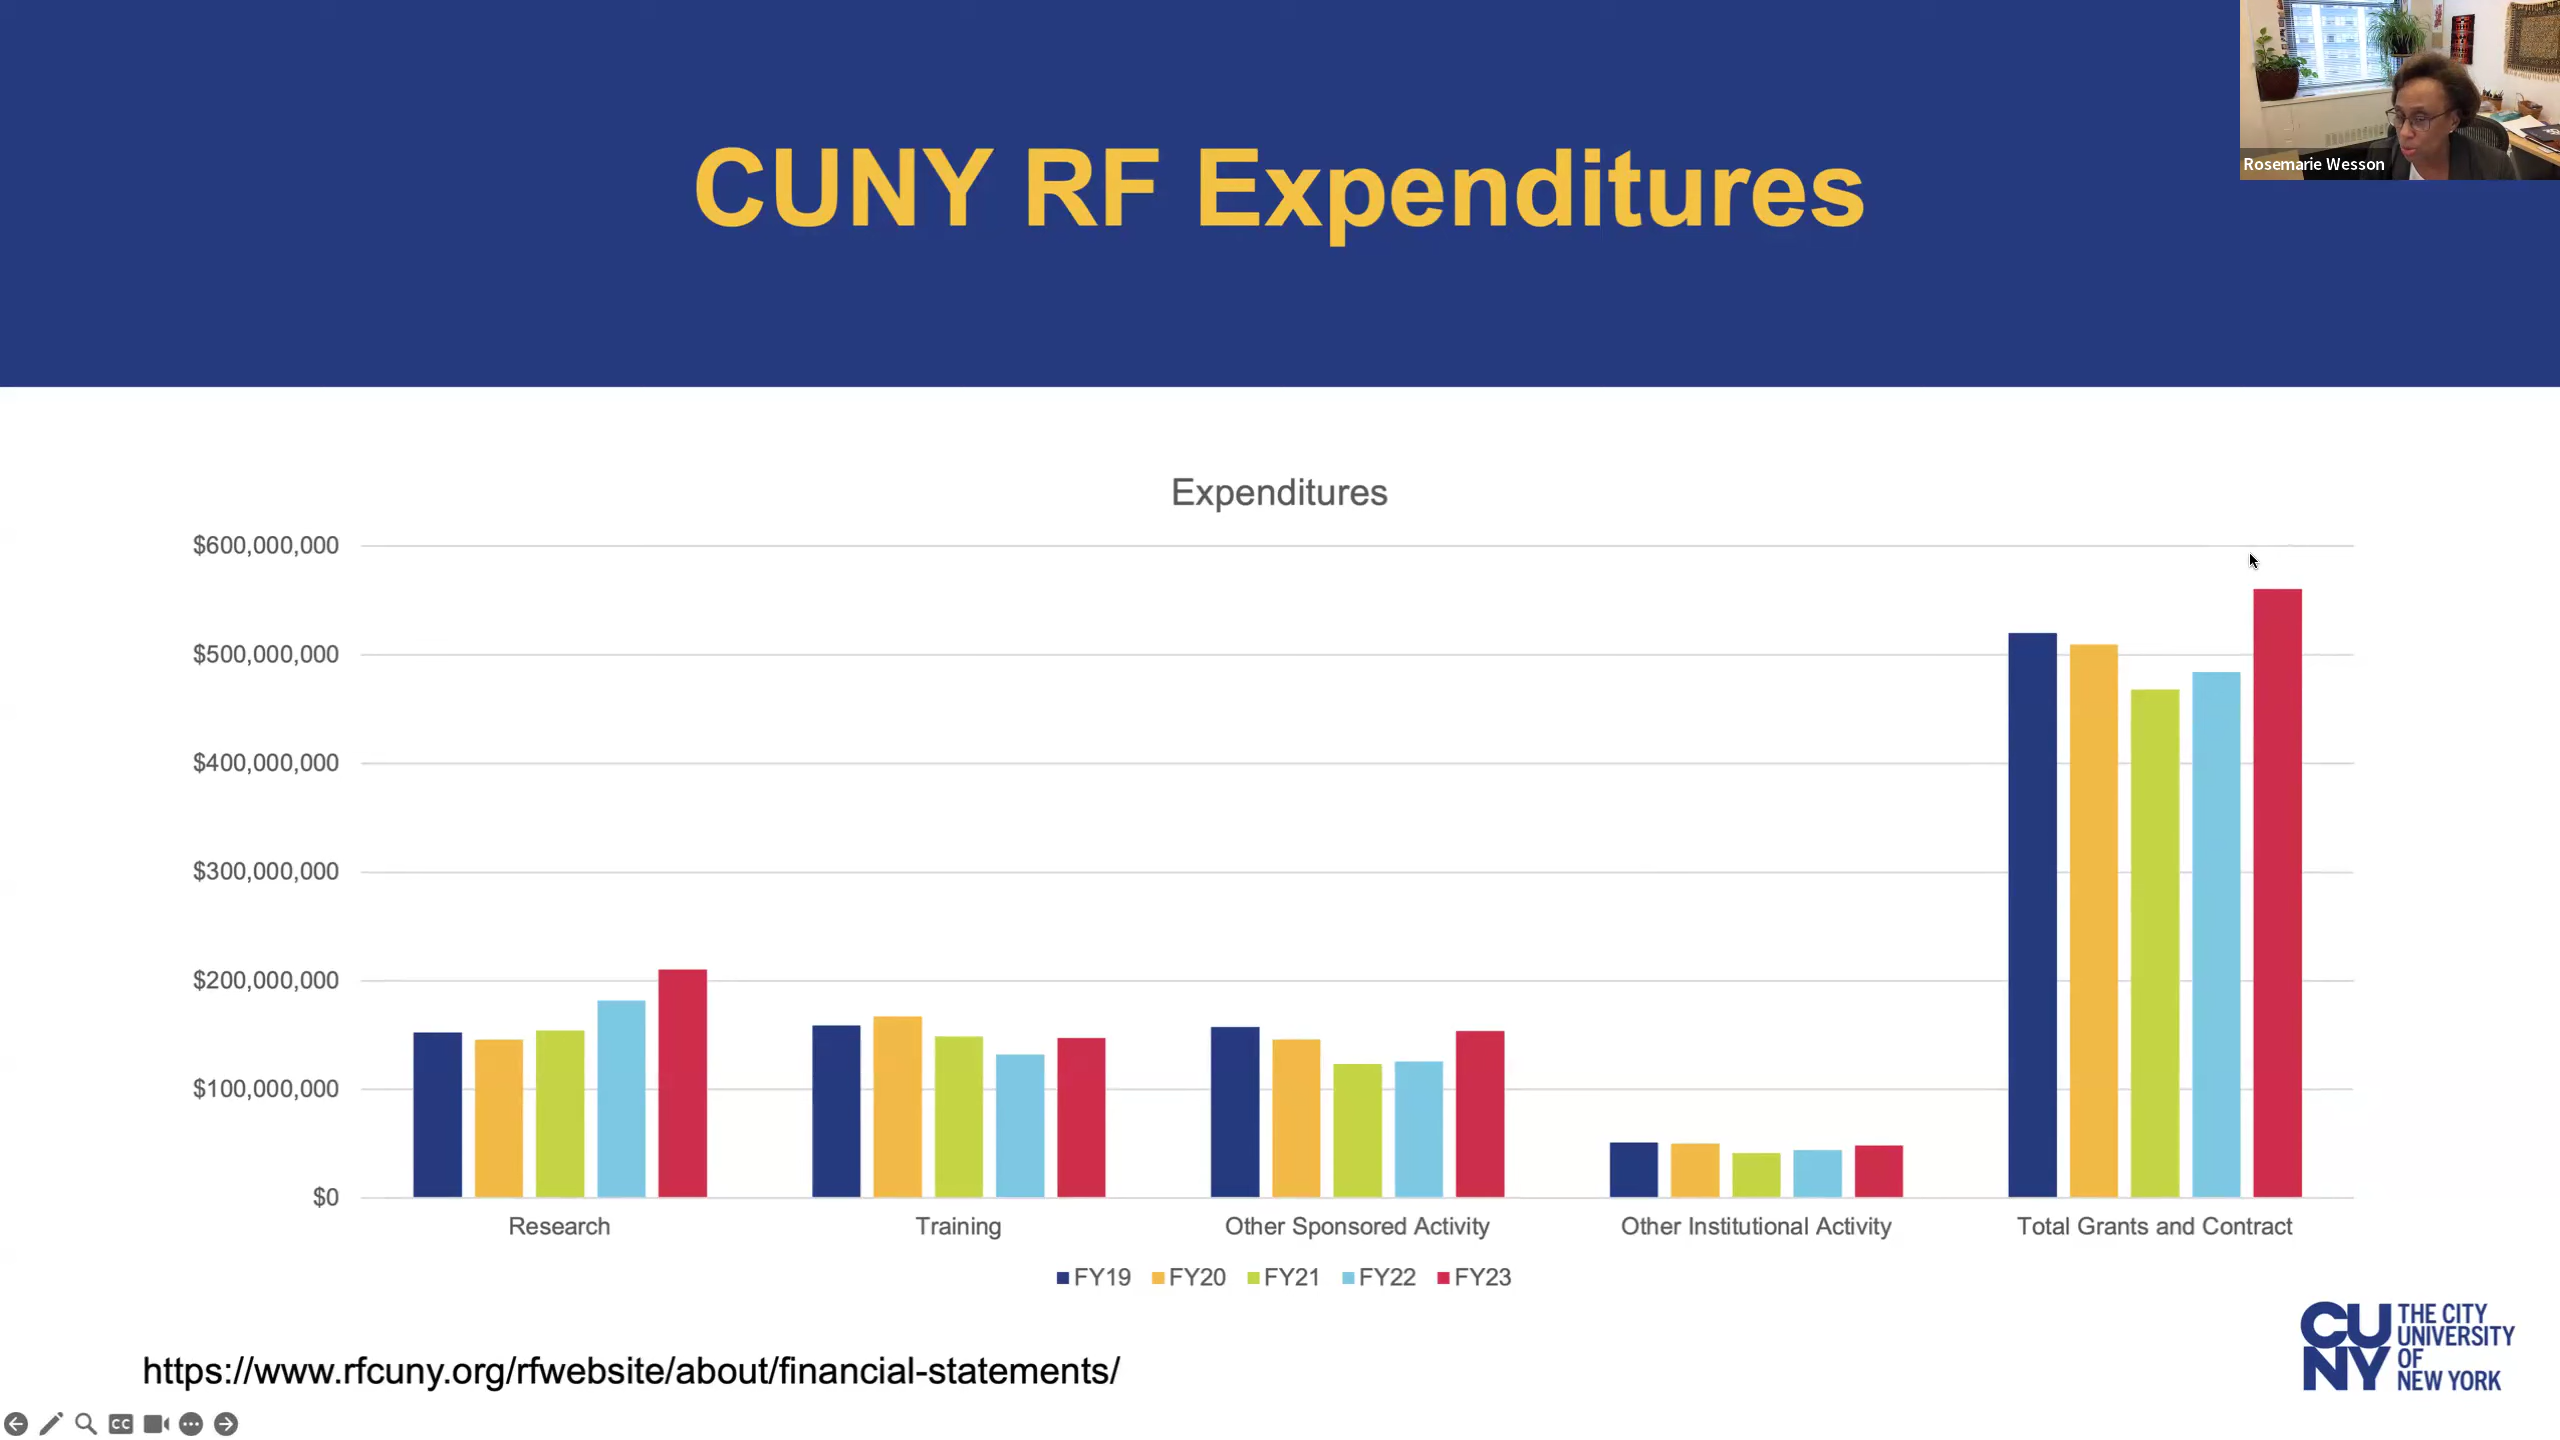 CUNY RF Expenditures
Rosemarie Wesson
Expenditures
$600,000,000
$500,000,000
$400,000,000
$300,000,000
$200,000,000
$100,000,000
$0
Research
Training
Other Sponsored Activity
Other Institutional Activity
Total Grants and Contract
FY19 FY20 FY21 FY22 FY23
https://www.rfcuny.org/rfwebsite/about/financial-statements/
CU
NY
THE CITY
UNIVERSITY
OF
NEW YORK
CC